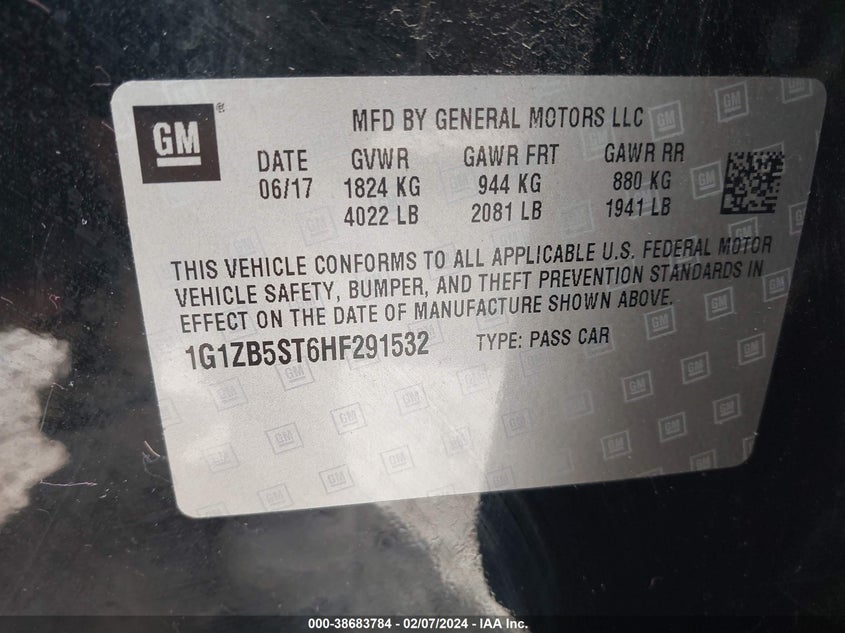 GM ®
MFD BY GENERAL MOTORS LLC
DATE GVWR GAWR FRT GAWR RR
06/17 1824 KG 944 KG 880 KG
4022 LB 2081 LB 1941 LB
THIS VEHICLE CONFORMS TO ALL APPLICABLE U.S. FEDERAL MOTOR
VEHICLE SAFETY, BUMPER, AND THEFT PREVENTION STANDARDS IN
EFFECT ON THE DATE OF MANUFACTURE SHOWN ABOVE.
1G1ZB5ST6HF291532 TYPE: PASS CAR
000-38683784 - 02/07/2024 - IAA Inc.